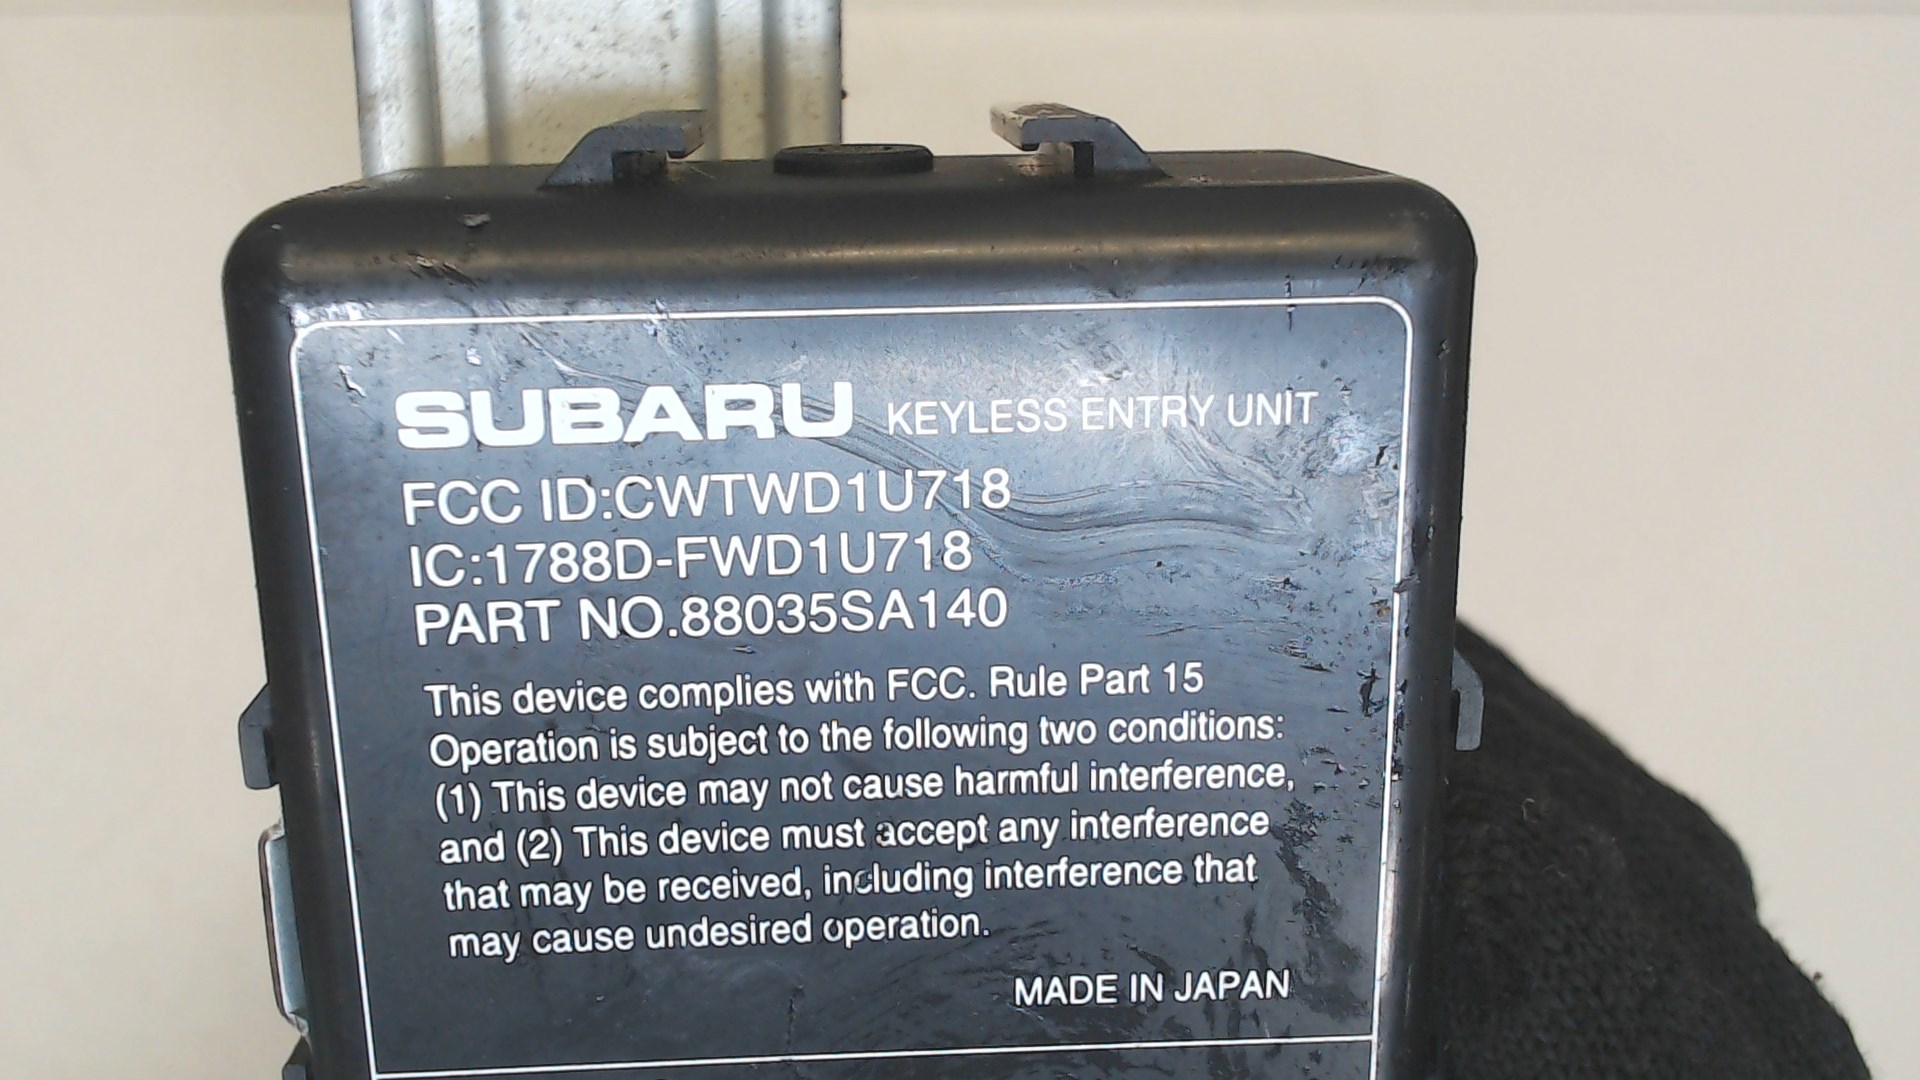 SUBARU KEYLESS ENTRY UNIT
FCC ID:CWTWD1U718
IC:1788D-FWD1U718
PART NO.88035SA140
This device complies with FCC. Rule Part 15
Operation is subject to the following two conditions:
(1) This device may not cause harmful interference,
and (2) This device must accept any interference
that may be received, including interference that
may cause undesired operation.
MADE IN JAPAN